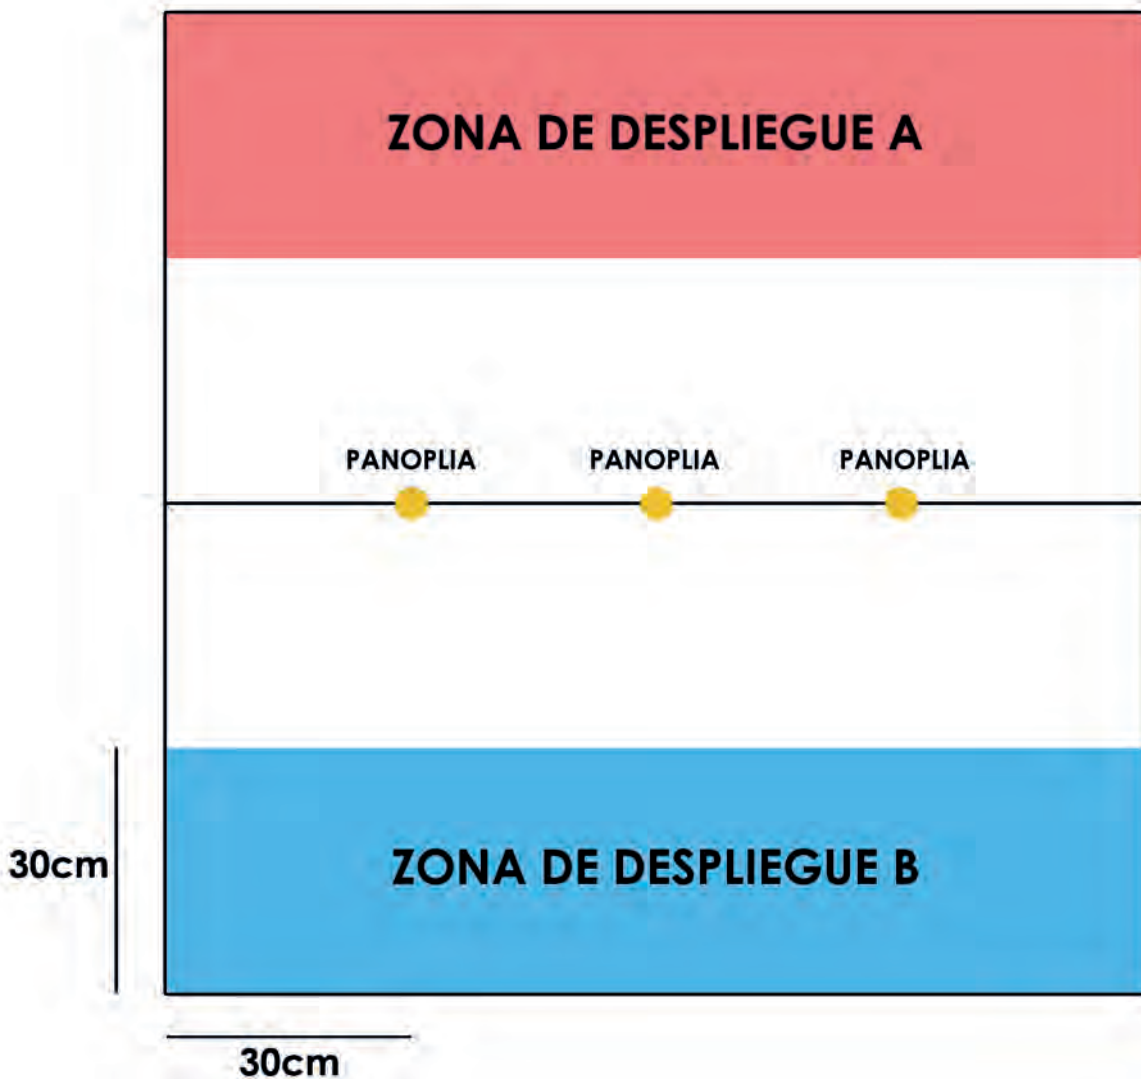 ZONA DE DESPLIEGUE A
PANOPLIA PANOPLIA PANOPLIA
30cm
ZONA DE DESPLIEGUE B
30cm